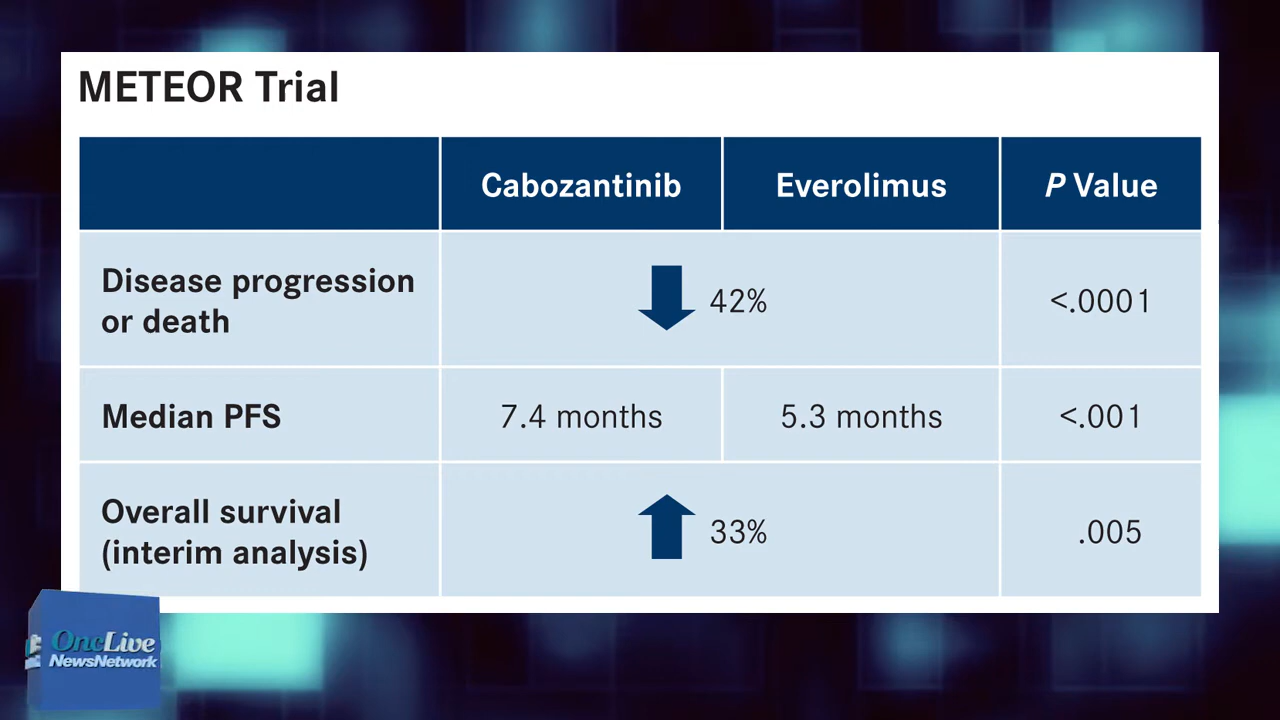 METEOR Trial
Cabozantinib
Everolimus
P Value
Disease progression
or death
42%
<.0001
Median PFS
7.4 months
5.3 months
<.001
Overall survival
(interim analysis)
33%
.005
OncLive
NewsNetwork